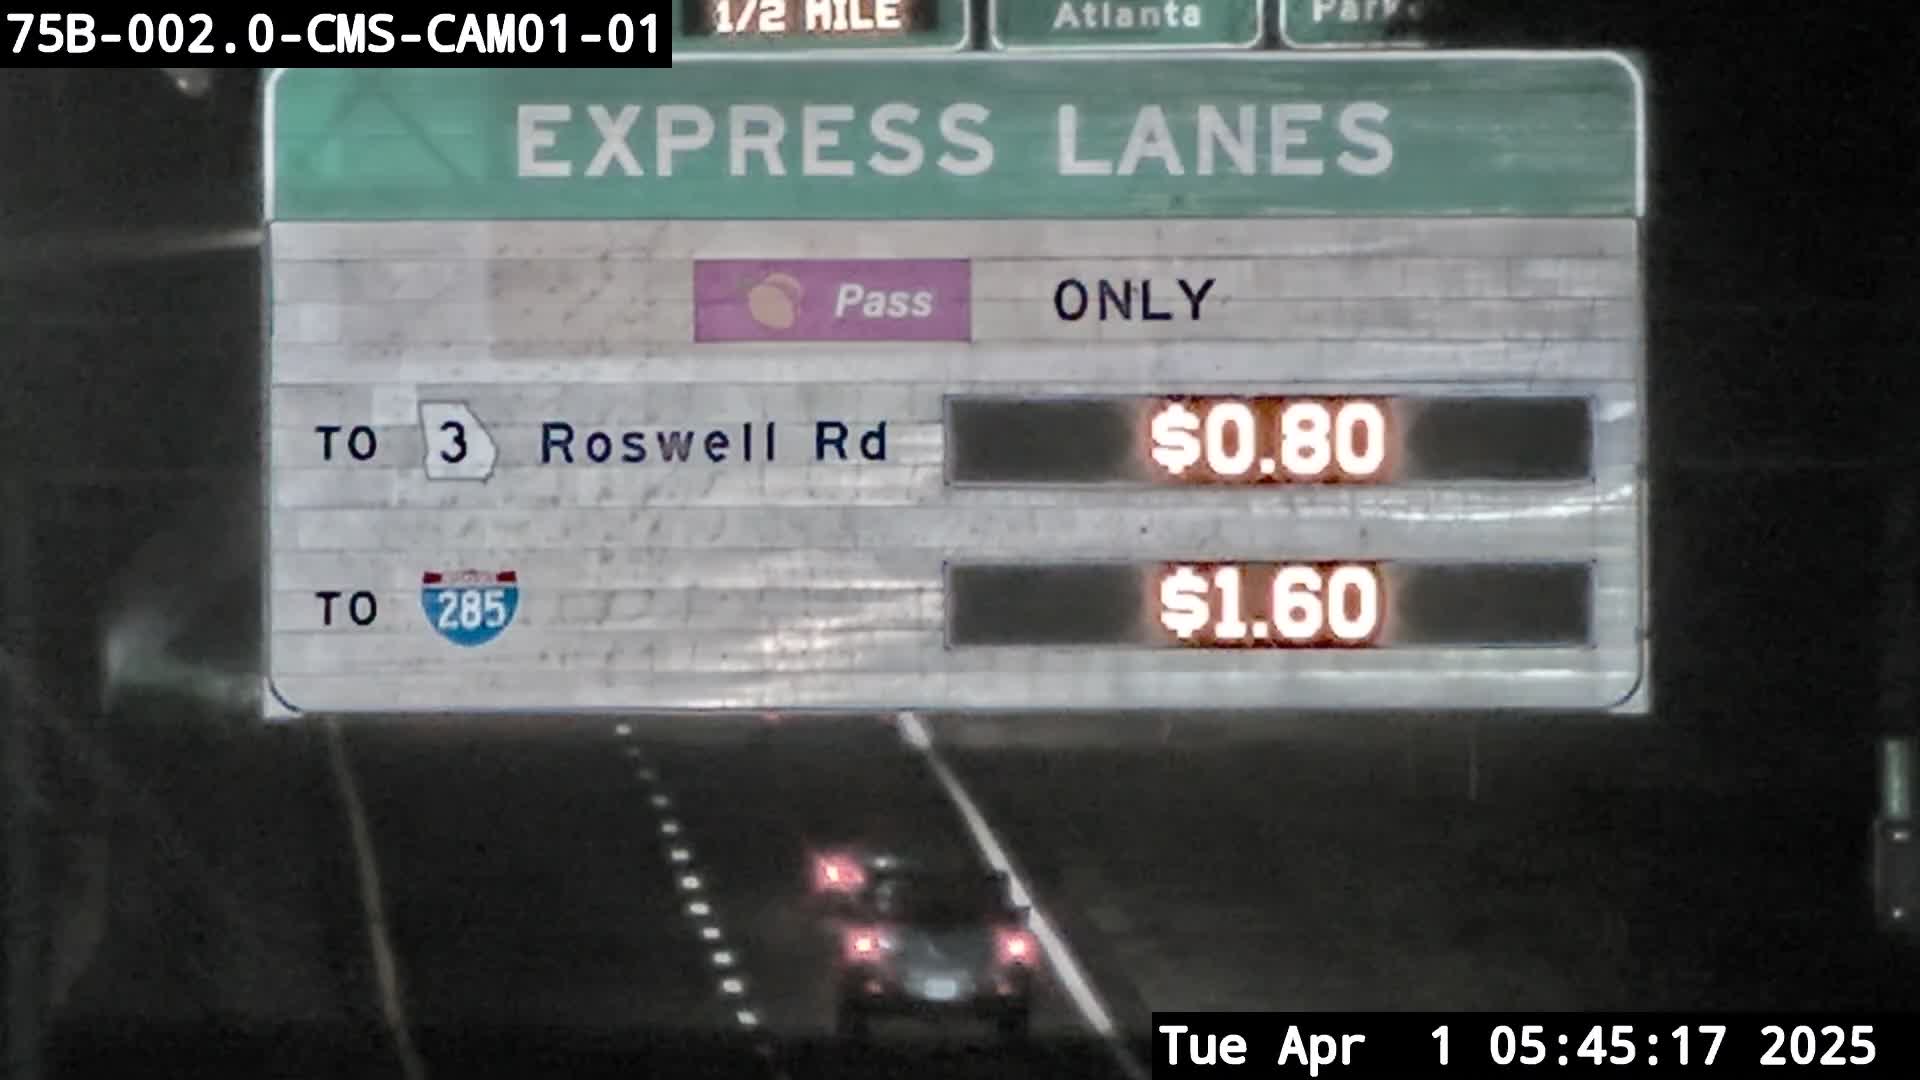 75B-002.0-CMS-CAM01-01
1/2 MILE
Atlanta
Park
EXPRESS LANES
Pass ONLY
TO 3 Roswell Rd $0.80
TO 285 $1.60
Tue Apr 1 05:45:17 2025